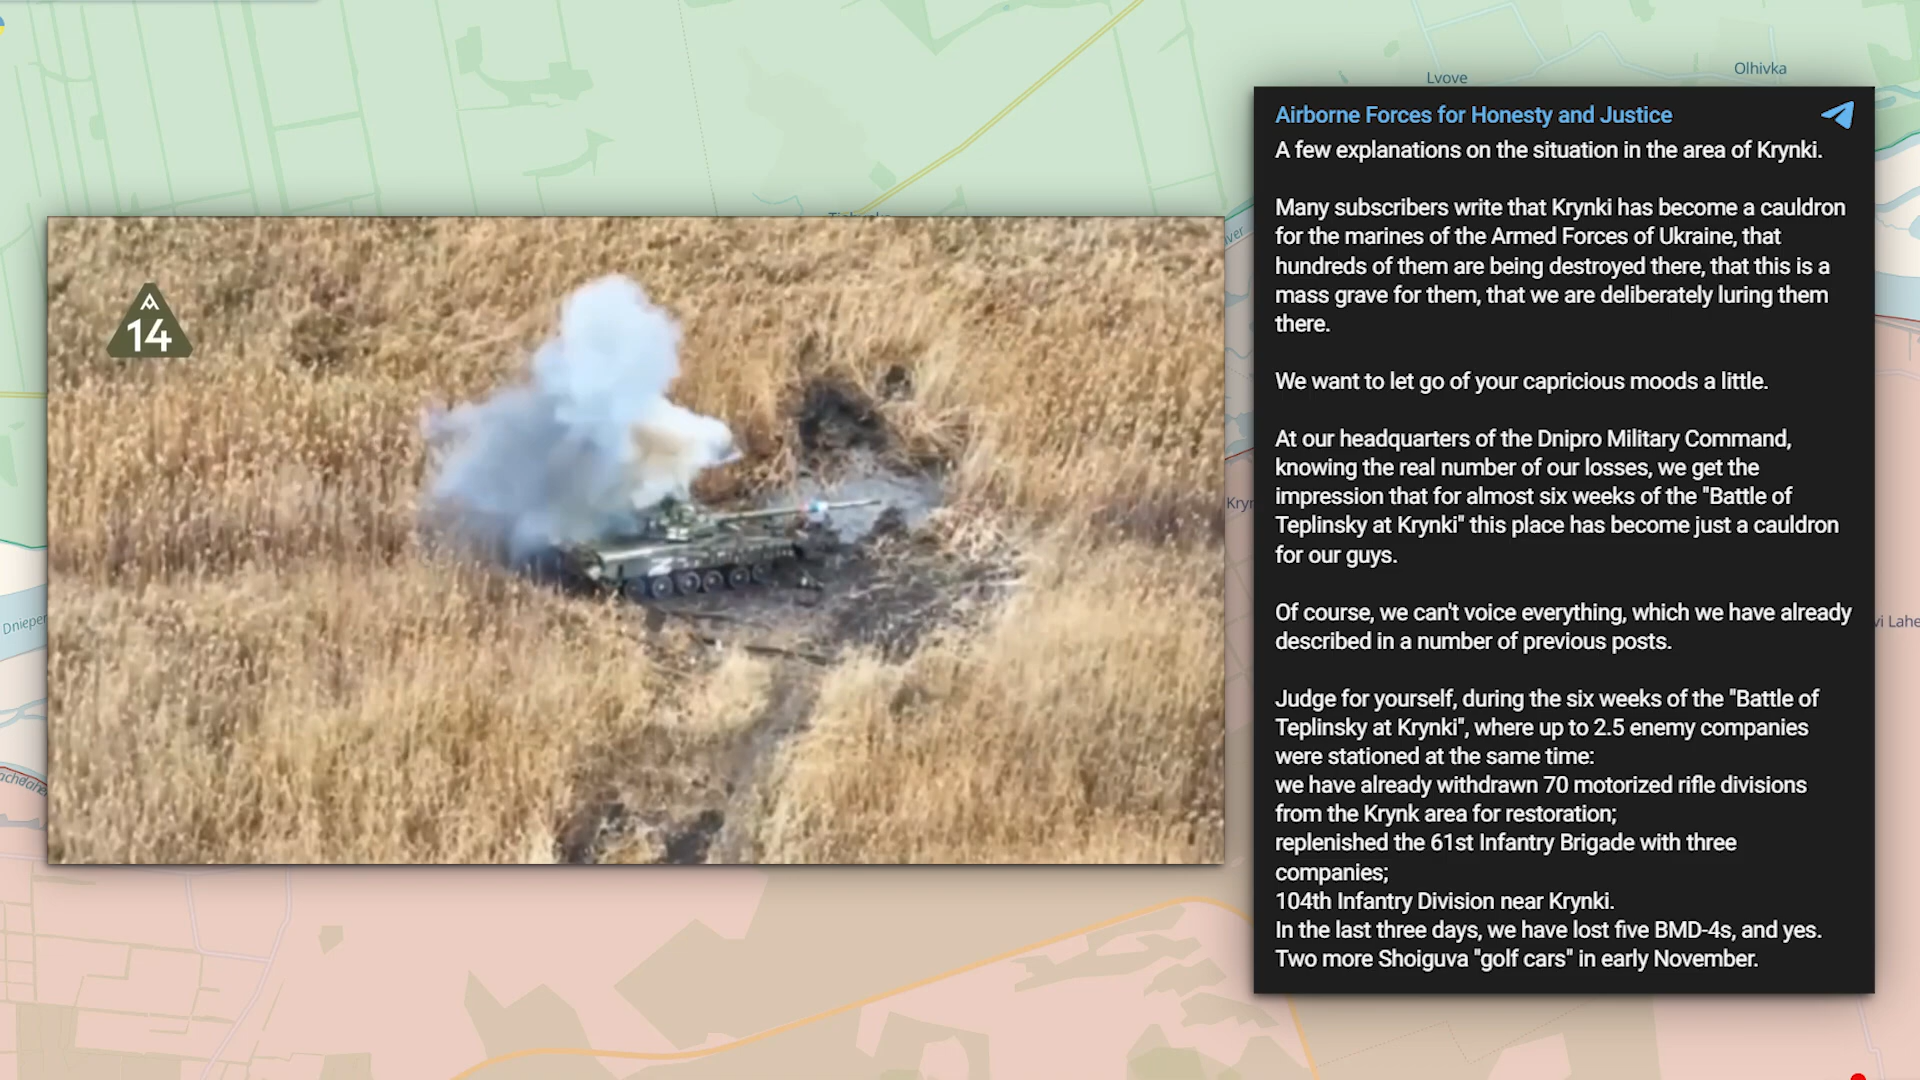 Lvove
Olhivka
Airborne Forces for Honesty and Justice
A few explanations on the situation in the area of Krynki.
Many subscribers write that Krynki has become a cauldron
for the marines of the Armed Forces of Ukraine, that
hundreds of them are being destroyed there, that this is a
mass grave for them, that we are deliberately luring them
there.
We want to let go of your capricious moods a little.
At our headquarters of the Dnipro Military Command,
knowing the real number of our losses, we get the
impression that for almost six weeks of the "Battle of
Teplinsky at Krynki" this place has become just a cauldron
for our guys.
Of course, we can't voice everything, which we have already
described in a number of previous posts.
Judge for yourself, during the six weeks of the "Battle of
Teplinsky at Krynki", where up to 2.5 enemy companies
were stationed at the same time:
we have already withdrawn 70 motorized rifle divisions
from the Krynk area for restoration;
replenished the 61st Infantry Brigade with three
companies;
104th Infantry Division near Krynki.
In the last three days, we have lost five BMD-4s, and yes.
Two more Shoiguva "golf cars" in early November.
14
Dnieper
Kryn
vi Lahe